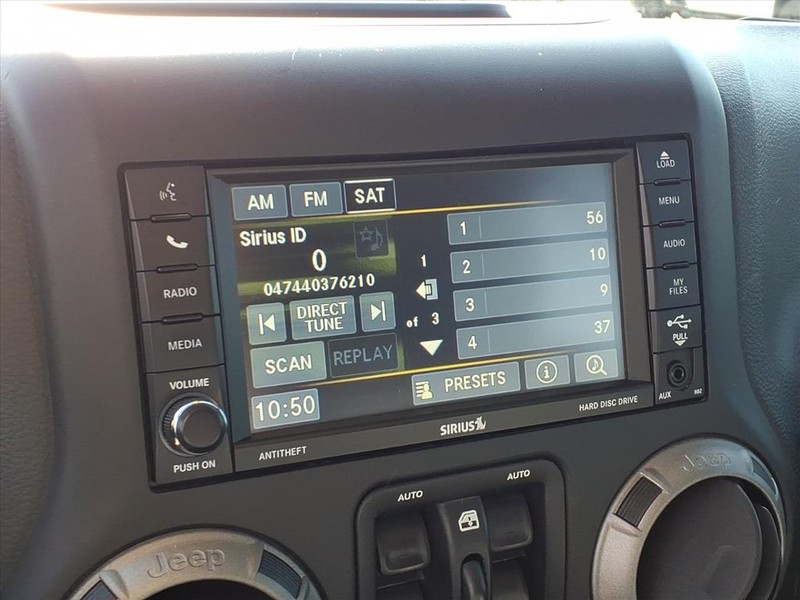 AM FM SAT
Sirius ID
0
047440376210
DIRECT
TUNE
SCAN REPLAY
10:50
1
of 3
1 56
2 10
3 9
4 37
PRESETS
i
RADIO
MEDIA
VOLUME
PUSH ON
ANTITHEFT
SIRIUS
HARD DISC DRIVE
LOAD
MENU
AUDIO
MY
FILES
PULL
AUX
AUTO AUTO
Jeep
Jeep